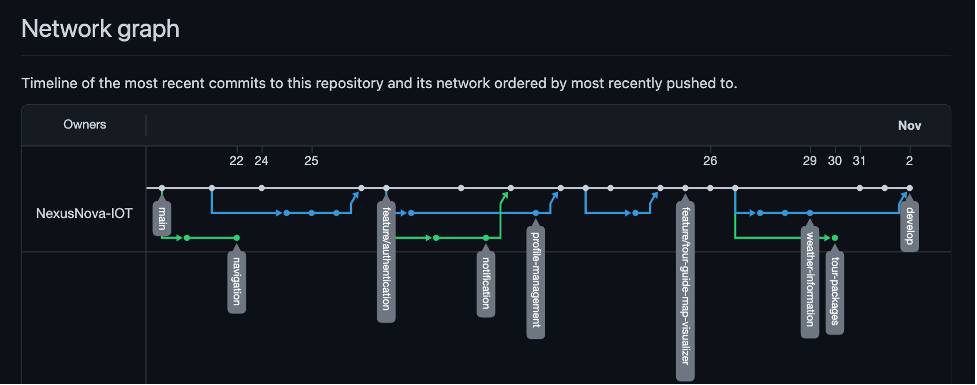 Network graph
Timeline of the most recent commits to this repository and its network ordered by most recently pushed to.
Owners
Nov
22 24 25 26 29 30 31 2
NexusNova-IOT
main
navigation
feature/authentication
notification
profile-management
feature/tour-guide-map-visualizer
weather-information
tour-packages
develop